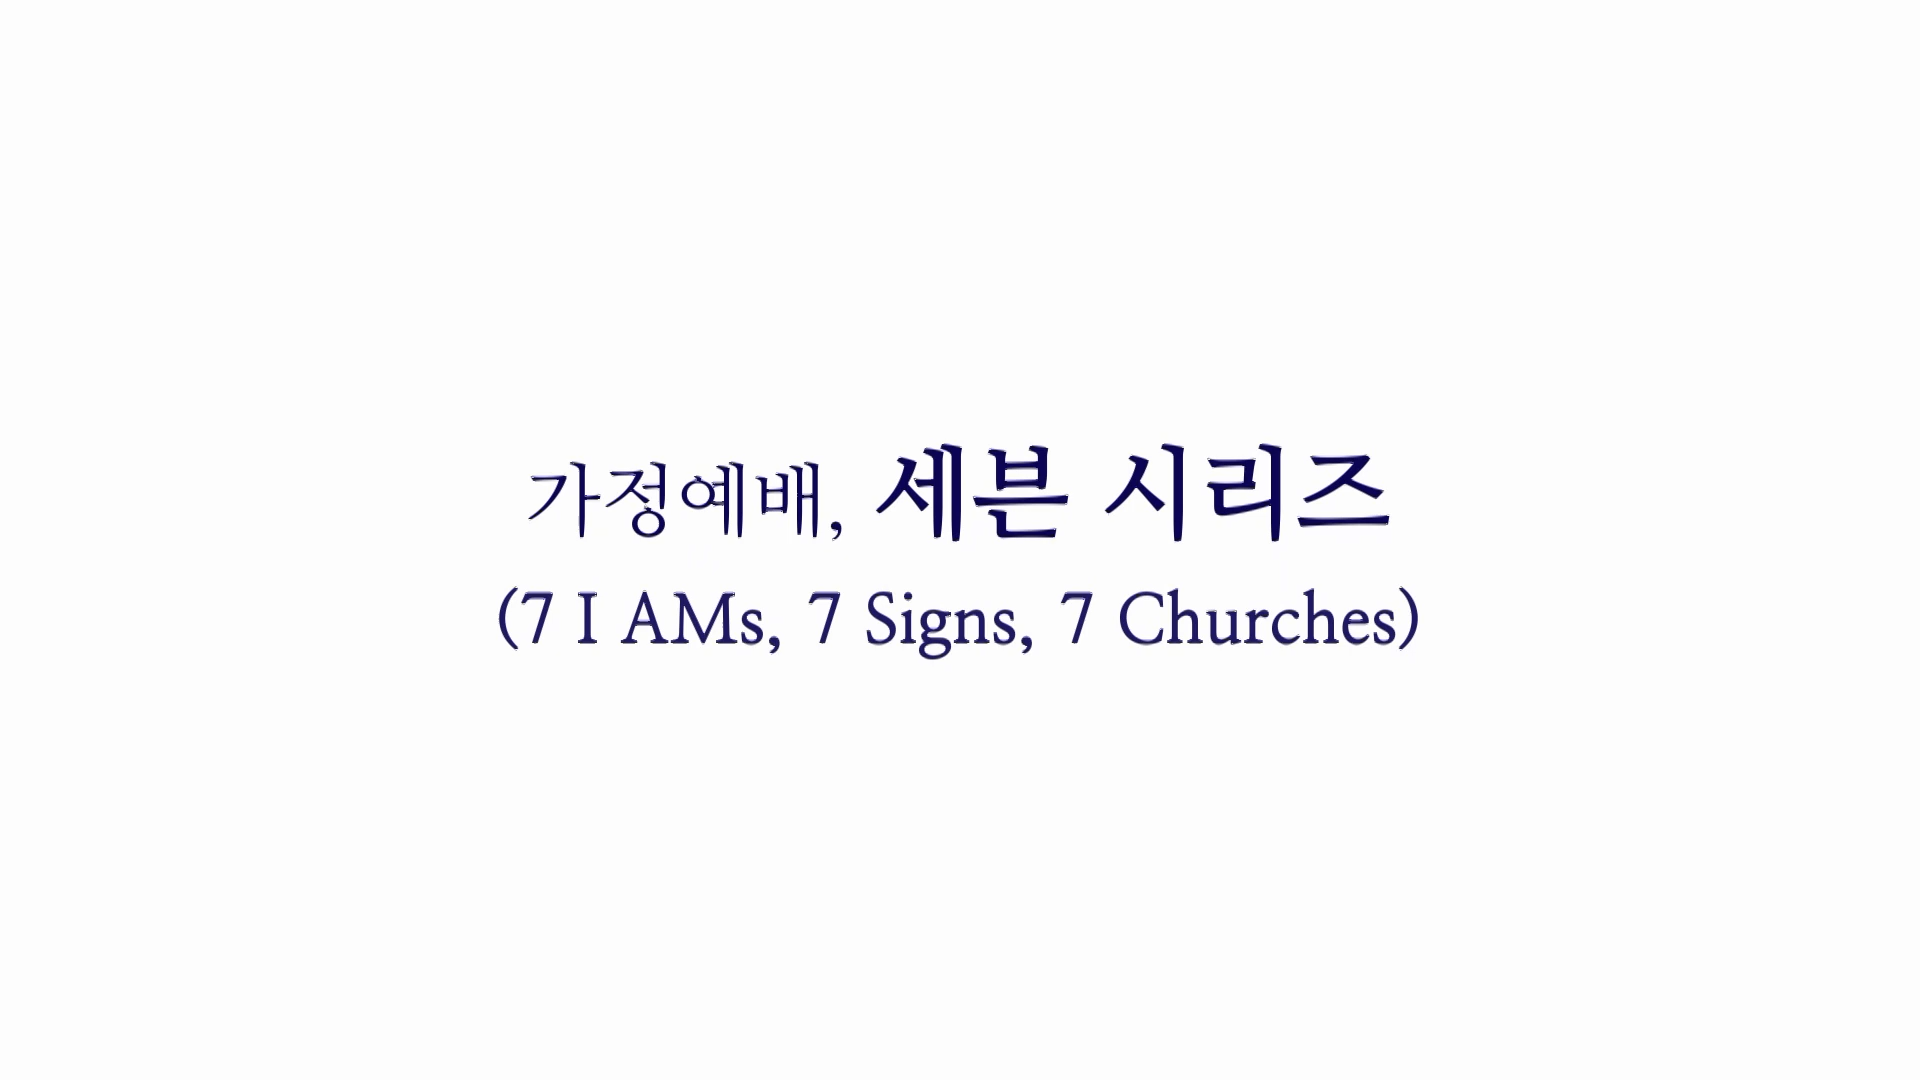 가정예배, 세븐 시리즈
(7 I AMs, 7 Signs, 7 Churches)